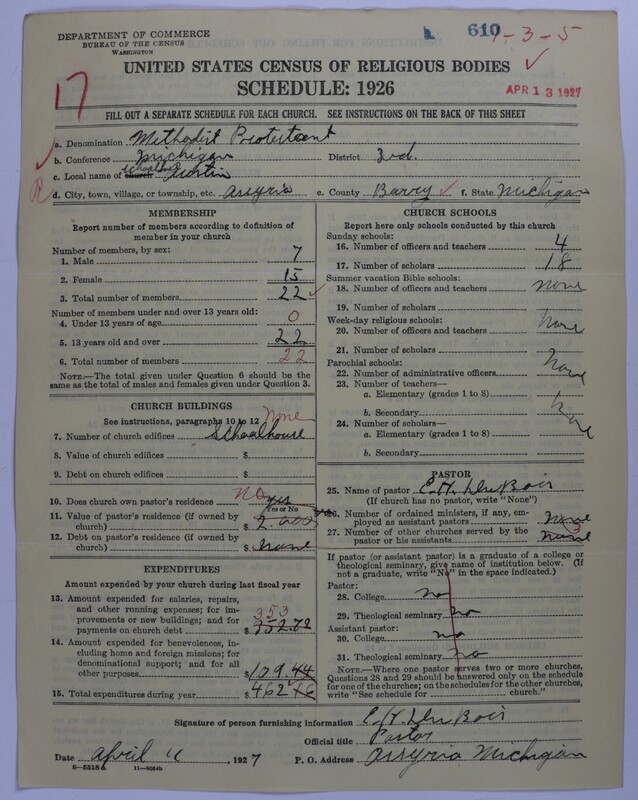 DEPARTMENT OF COMMERCE
BUREAU OF THE CENSUS
WASHINGTON
610
1-3-5
UNITED STATES CENSUS OF RELIGIOUS BODIES
SCHEDULE: 1926
APR 13 1927
17
FILL OUT A SEPARATE SCHEDULE FOR EACH CHURCH. SEE INSTRUCTIONS ON THE BACK OF THIS SHEET
a. Denomination Methodist Protestant
b. Conference Michigan District 3rd.
c. Local name of church
d. City, town, village, or township, etc. Assyria e. County Barry f. State Michigan
MEMBERSHIP
Report number of members according to definition of member in your church
Number of members, by sex:
1. Male 7
2. Female 15
3. Total number of members 22
Number of members under and over 13 years old:
4. Under 13 years of age 0
5. 13 years old and over 22
6. Total number of members 22
NOTE.—The total given under Question 6 should be the same as the total of males and females given under Question 3.
CHURCH BUILDINGS
See instructions, paragraphs 10 to 12
None
7. Number of church edifices Schoolhouse
8. Value of church edifices $
9. Debt on church edifices $
10. Does church own pastor's residence No yes
Yes or No
11. Value of pastor's residence (if owned by church) $ 2.000
12. Debt on pastor's residence (if owned by church) $ none
EXPENDITURES
Amount expended by your church during last fiscal year
13. Amount expended for salaries, repairs, and other running expenses; for improvements or new buildings; and for payments on church debt $ 352.72
353
14. Amount expended for benevolences, including home and foreign missions; for denominational support; and for all other purposes $ 109.44
15. Total expenditures during year $ 462 16
CHURCH SCHOOLS
Report here only schools conducted by this church
Sunday schools:
16. Number of officers and teachers 4
17. Number of scholars 18
Summer vacation Bible schools:
18. Number of officers and teachers none
19. Number of scholars
Week-day religious schools:
20. Number of officers and teachers none
21. Number of scholars
Parochial schools:
22. Number of administrative officers none
23. Number of teachers—
a. Elementary (grades 1 to 8)
b. Secondary none
24. Number of scholars—
a. Elementary (grades 1 to 8)
b. Secondary
PASTOR
25. Name of pastor E. H. DuBois
(If church has no pastor, write "None")
26. Number of ordained ministers, if any, employed as assistant pastors none
27. Number of other churches served by the pastor or his assistants none
3
If pastor (or assistant pastor) is a graduate of a college or theological seminary, give name of institution below. (If not a graduate, write "No" in the space indicated.)
Pastor:
28. College no
29. Theological seminary no
Assistant pastor:
30. College no
31. Theological seminary no
NOTE.—Where one pastor serves two or more churches, Questions 28 and 29 should be answered only on the schedule for one of the churches; on the schedules for the other churches, write "See schedule for church."
Signature of person furnishing information E. H. DuBois
Official title Pastor
Date April 11, 1927 P. O. Address Assyria Michigan
11—9054b